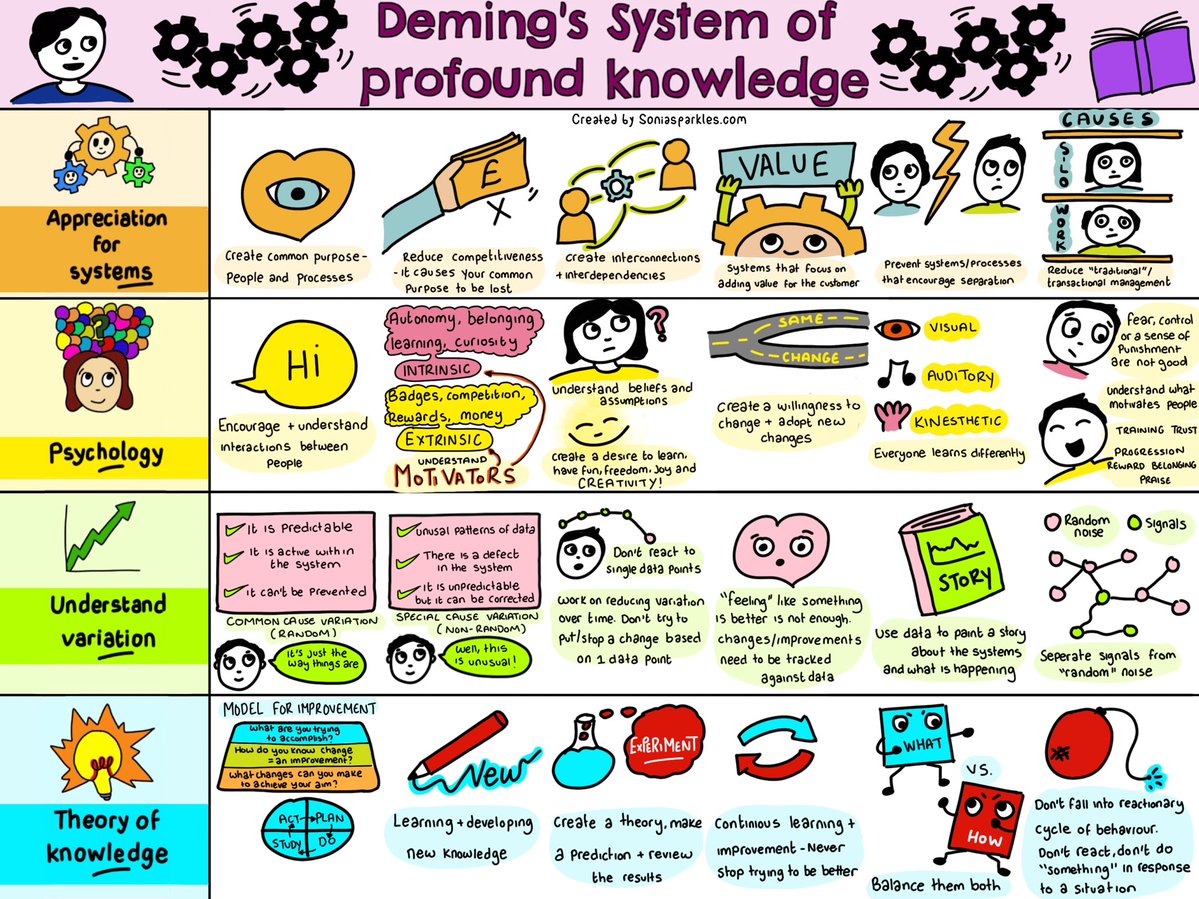 Deming's System of
profound knowledge
Created by Soniasparkles.com
Appreciation
for
systems
Create common purpose-
People and Processes
£
X
Reduce competitiveness
- it causes your common
Purpose to be lost
Create interconnections
+ interdependencies
VALUE
Systems that focus on
adding value for the customer
Prevent systems/processes
that encourage separation
CAUSES
SILO
WORK
Reduce "traditional"/
transactional management
?
Psychology
Hi
Encourage + understand
interactions between
People
Autonomy, belonging
learning, curiosity
INTRINSIC
Badges, competition,
Rewards, money
EXTRINSIC
UNDERSTAND
MOTIVATORS
?
understand beliefs and
assumptions
create a desire to learn,
have fun, freedom, joy and
CREATIVITY!
SAME
CHANGE
Create a willingness to
change + adopt new
changes
VISUAL
AUDITORY
KINESTHETIC
Everyone learns differently
Fear, control
or a sense of
Punishment
are not good
understand what
motivates people
TRAINING TRUST
PROGRESSION
REWARD BELONGING
PRAISE
Understand
variation
It is Predictable
It is active within
the system
it can't be Prevented
COMMON CAUSE VARIATION
(RANDOM)
It's just the
way things are
unusal patterns of data
There is a defect
in the system
It is unpredictable
but it can be corrected
SPECIAL CAUSE VARIATION
(NON-RANDOM)
Well, this
is unusual!
Don't react to
single data points
Work on reducing variation
over time. Don't try to
put/stop a change based
on 1 data point
"feeling" like something
is better is not enough.
changes/improvements
need to be tracked
against data
STORY
Use data to paint a story
about the systems
and what is happening
Random
noise
Signals
Seperate signals from
"random" noise
Theory of
knowledge
MODEL FOR IMPROVEMENT
What are you trying
to accomplish?
How do you know change
= an improvement?
What changes can you make
to achieve your aim?
ACT PLAN
STUDY DO
New
Learning + developing
new knowledge
EXPERIMENT
Create a theory, make
a prediction + review
the results
Continious learning +
improvement - Never
stop trying to be better
WHAT
VS.
HOW
Balance them both
Don't fall into reactionary
cycle of behaviour.
Don't react, don't do
"something" in response
to a situation